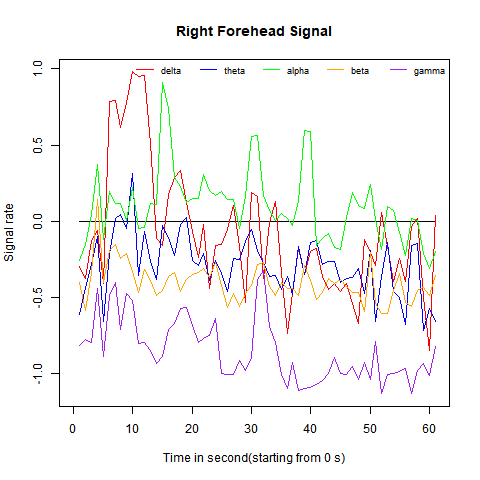 Right Forehead Signal
delta theta alpha beta gamma
Signal rate
1.0
0.5
0.0
-0.5
-1.0
0 10 20 30 40 50 60
Time in second(starting from 0 s)